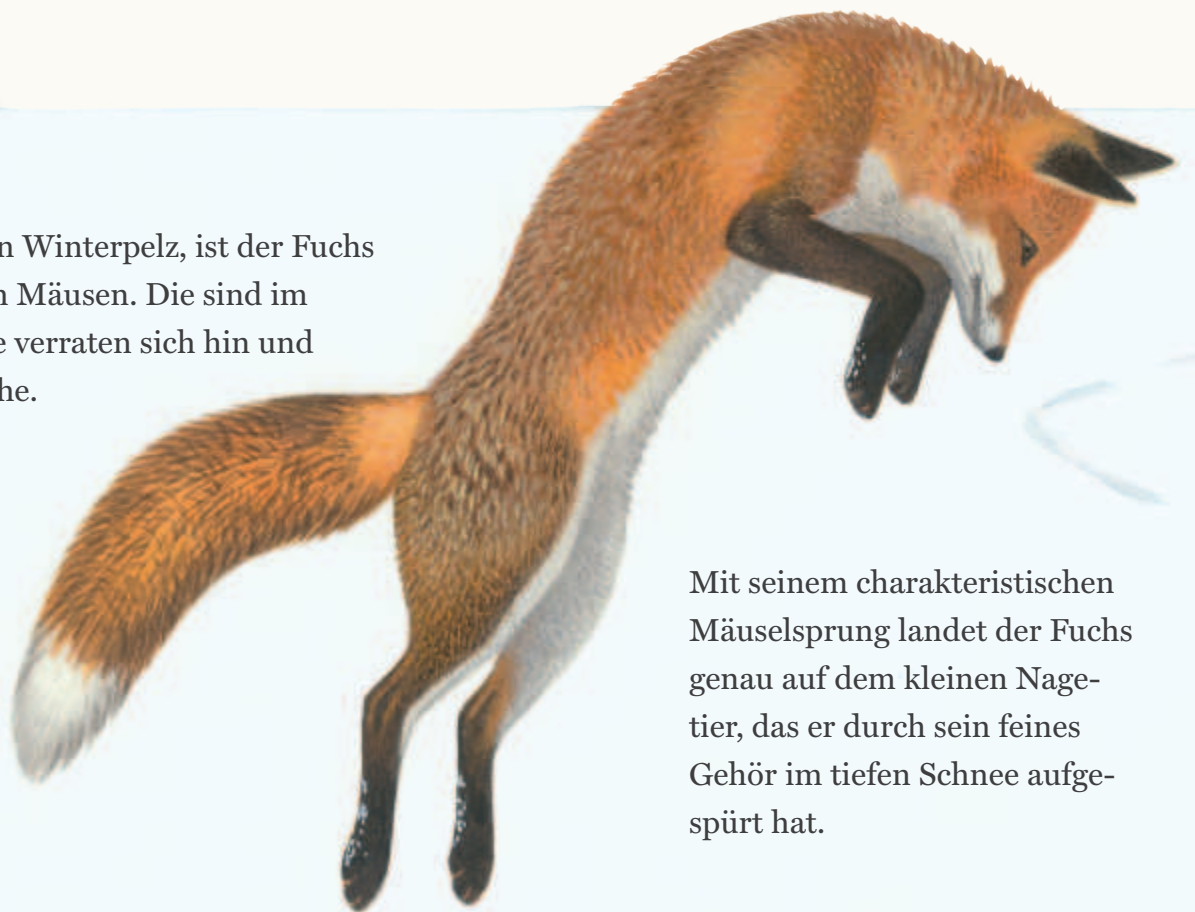 n Winterpelz, ist der Fuchs
n Mäusen. Die sind im
e verraten sich hin und
he.
Mit seinem charakteristischen
Mäuselsprung landet der Fuchs
genau auf dem kleinen Nage-
tier, das er durch sein feines
Gehör im tiefen Schnee aufge-
spürt hat.